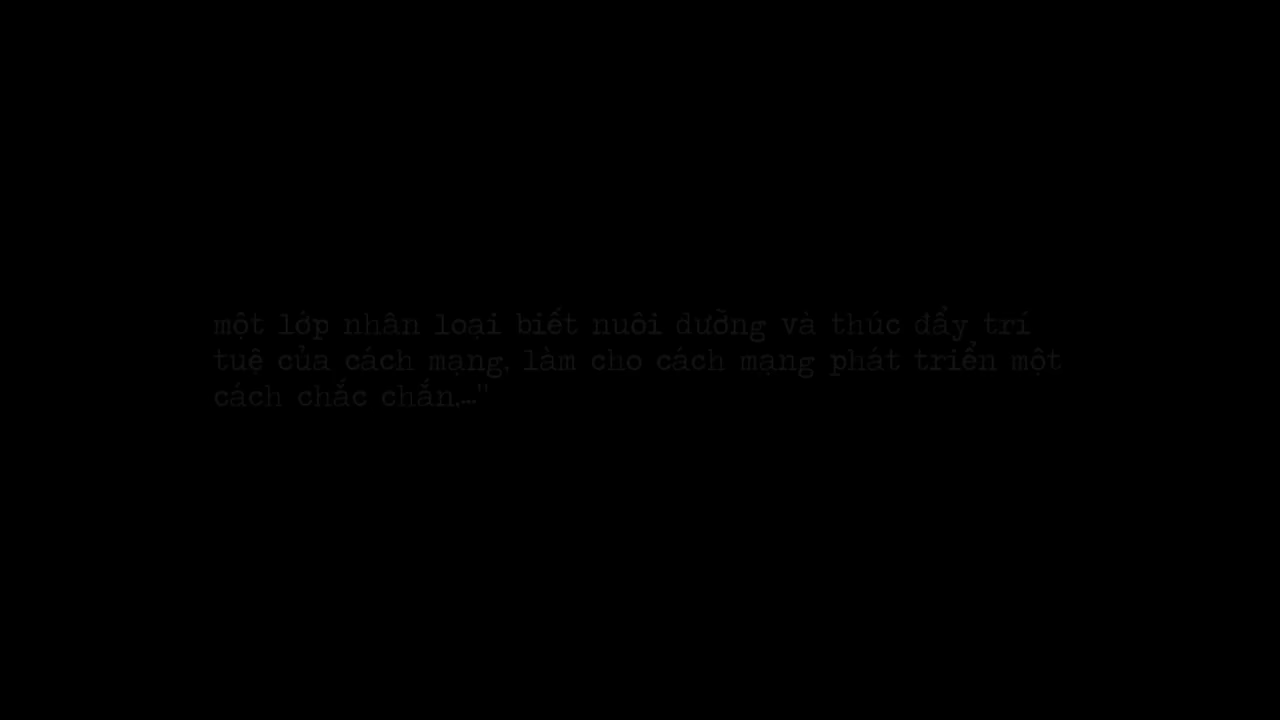 một lớp nhân loại biết nuôi dưỡng và thúc đẩy trí
tuệ của cách mạng, làm cho cách mạng phát triển một
cách chắc chắn,..."